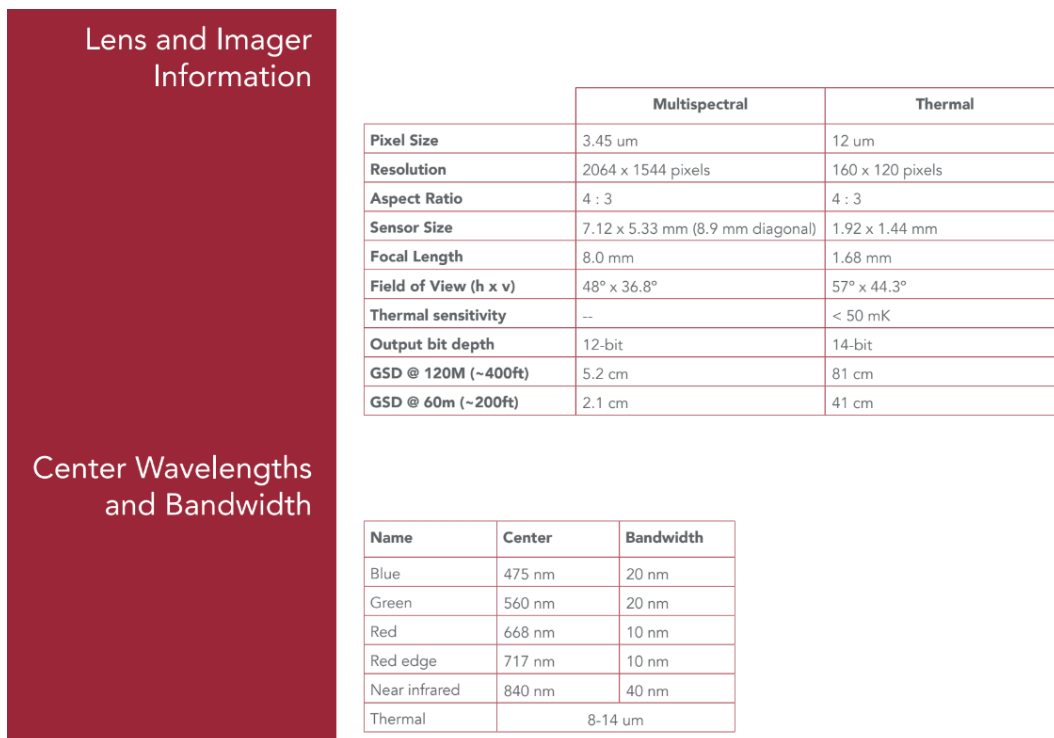 Lens and Imager
Information
Multispectral Thermal
Pixel Size 3.45 um 12 um
Resolution 2064 x 1544 pixels 160 x 120 pixels
Aspect Ratio 4 : 3 4 : 3
Sensor Size 7.12 x 5.33 mm (8.9 mm diagonal) 1.92 x 1.44 mm
Focal Length 8.0 mm 1.68 mm
Field of View (h x v) 48º x 36.8º 57º x 44.3º
Thermal sensitivity -- < 50 mK
Output bit depth 12-bit 14-bit
GSD @ 120M (~400ft) 5.2 cm 81 cm
GSD @ 60m (~200ft) 2.1 cm 41 cm
Center Wavelengths
and Bandwidth
Name Center Bandwidth
Blue 475 nm 20 nm
Green 560 nm 20 nm
Red 668 nm 10 nm
Red edge 717 nm 10 nm
Near infrared 840 nm 40 nm
Thermal 8-14 um